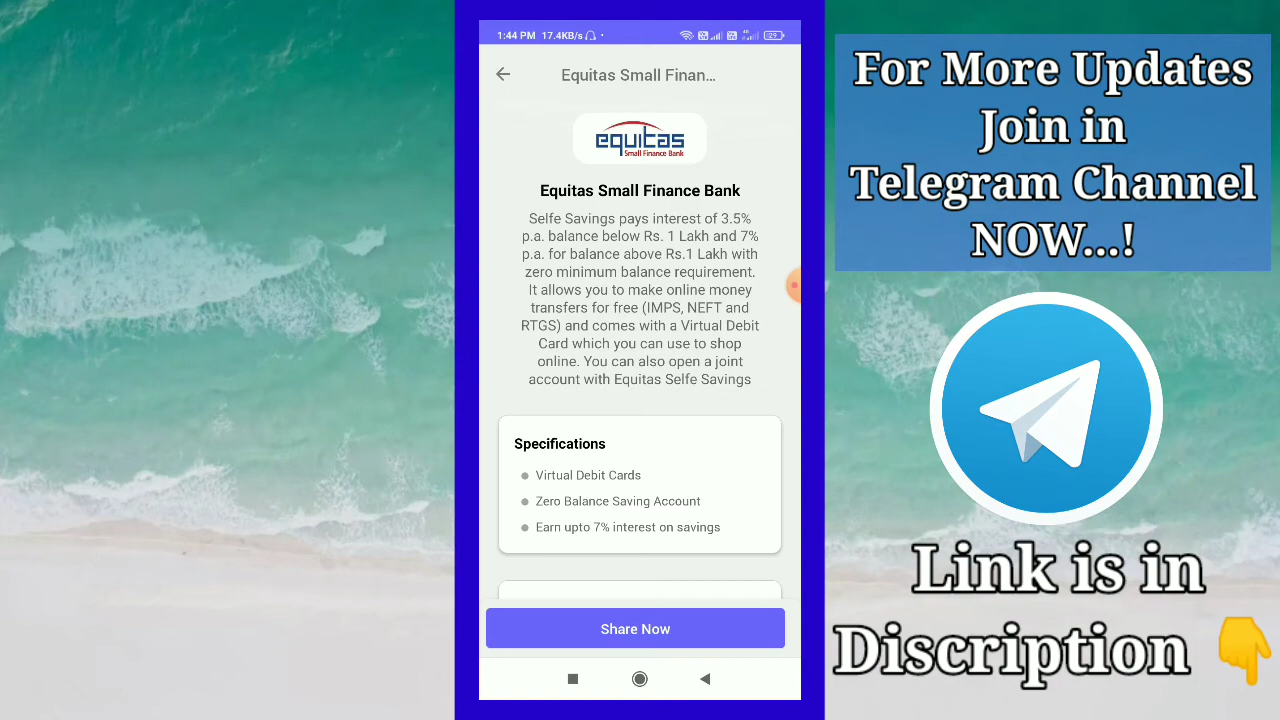 1:44 PM 17.4KB/s
29
Equitas Small Finan...
equitas
Small Finance Bank
Equitas Small Finance Bank
Selfe Savings pays interest of 3.5%
p.a. balance below Rs. 1 Lakh and 7%
p.a. for balance above Rs.1 Lakh with
zero minimum balance requirement.
It allows you to make online money
transfers for free (IMPS, NEFT and
RTGS) and comes with a Virtual Debit
Card which you can use to shop
online. You can also open a joint
account with Equitas Selfe Savings
Specifications
Virtual Debit Cards
Zero Balance Saving Account
Earn upto 7% interest on savings
Share Now
For More Updates
Join in
Telegram Channel
NOW...!
Link is in
Discription